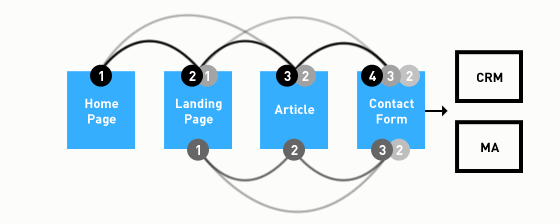 1
2 1
3 2
4 3 2
Home
Page
Landing
Page
Article
Contact
Form
CRM
MA
1
2
3 2